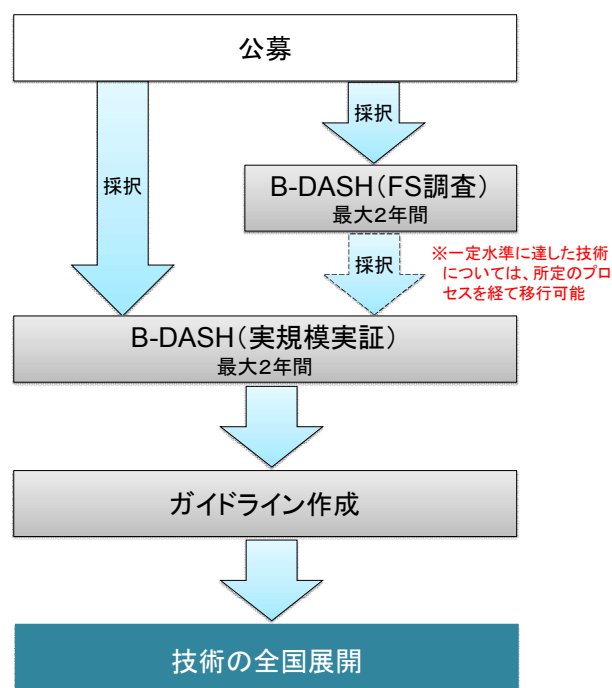 公募
採択
採択
B-DASH（FS調査）
最大２年間
採択
※一定水準に達した技術
については、所定のプロ
セスを経て移行可能
B-DASH（実規模実証）
最大２年間
ガイドライン作成
技術の全国展開